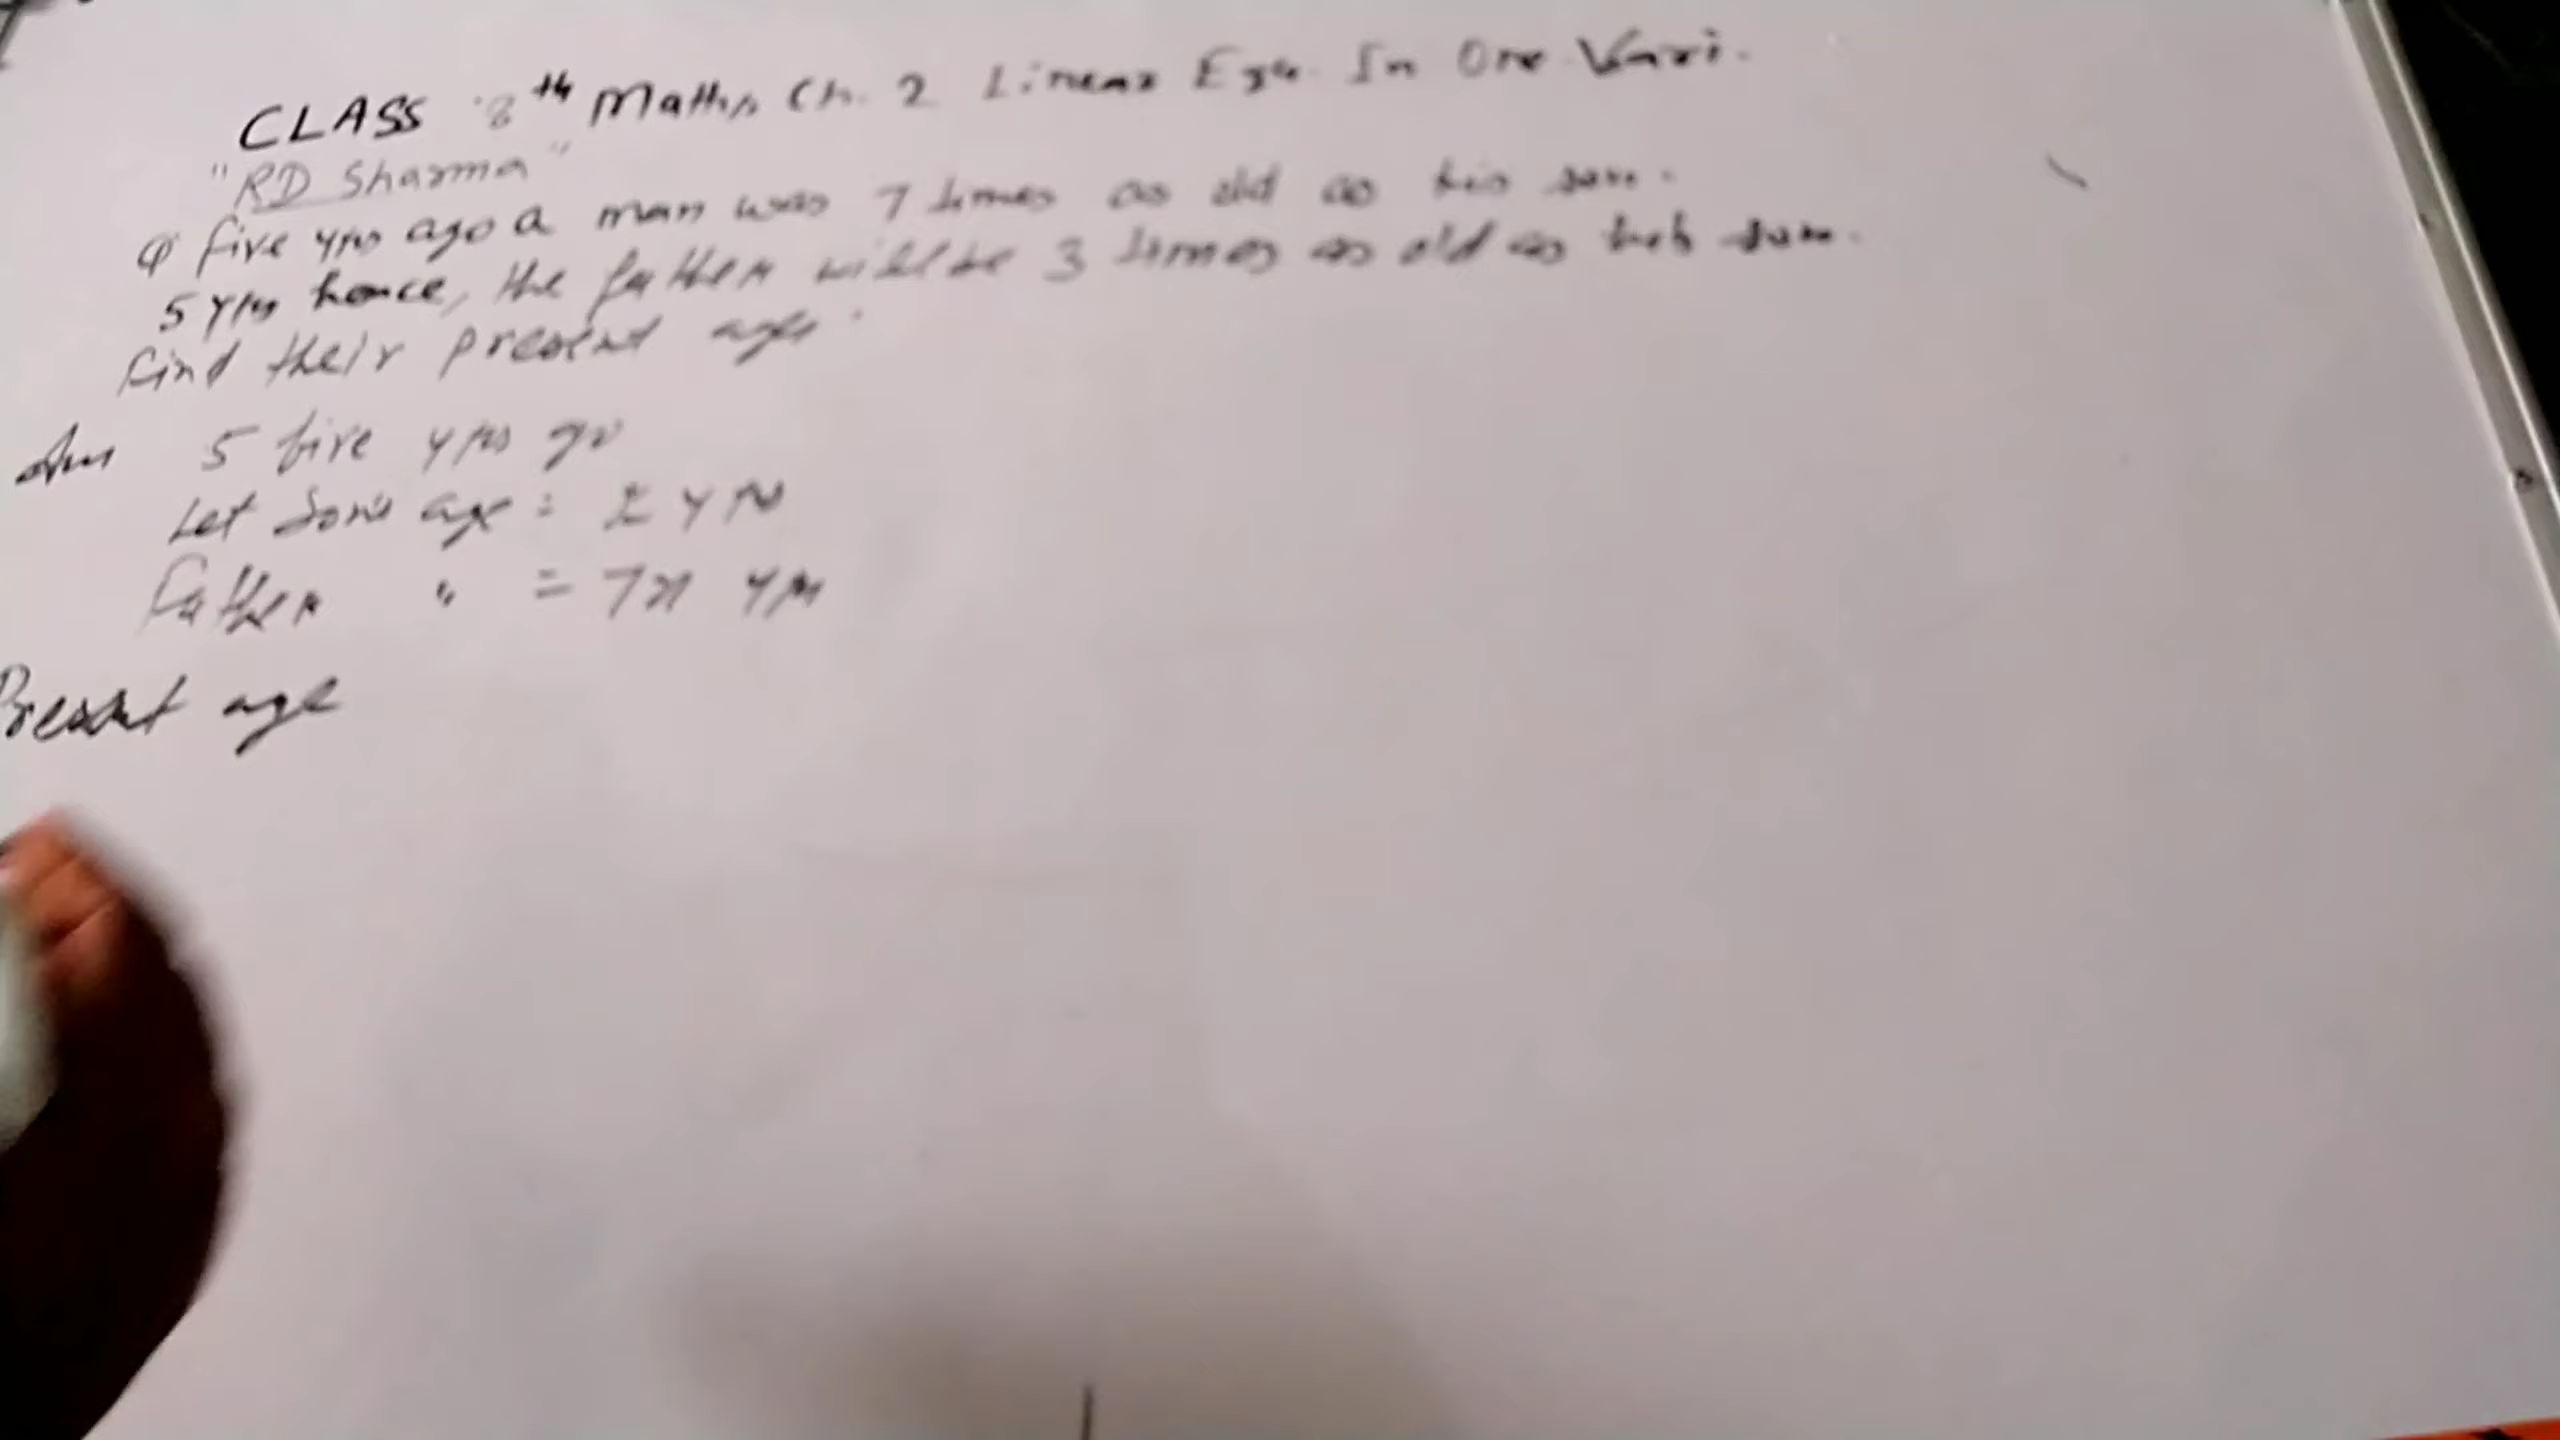 CLASS 8th Maths Ch. 2 Linear Eqn. In One Vari.
"RD Sharma"
Q five yrs ago a man was 7 times as old as his son.
5 yrs hence, the father will be 3 times as old as his son.
find their present age.
Ans 5 five yrs go
Let Son's age = x yrs
Father " = 7x yrs
Present age